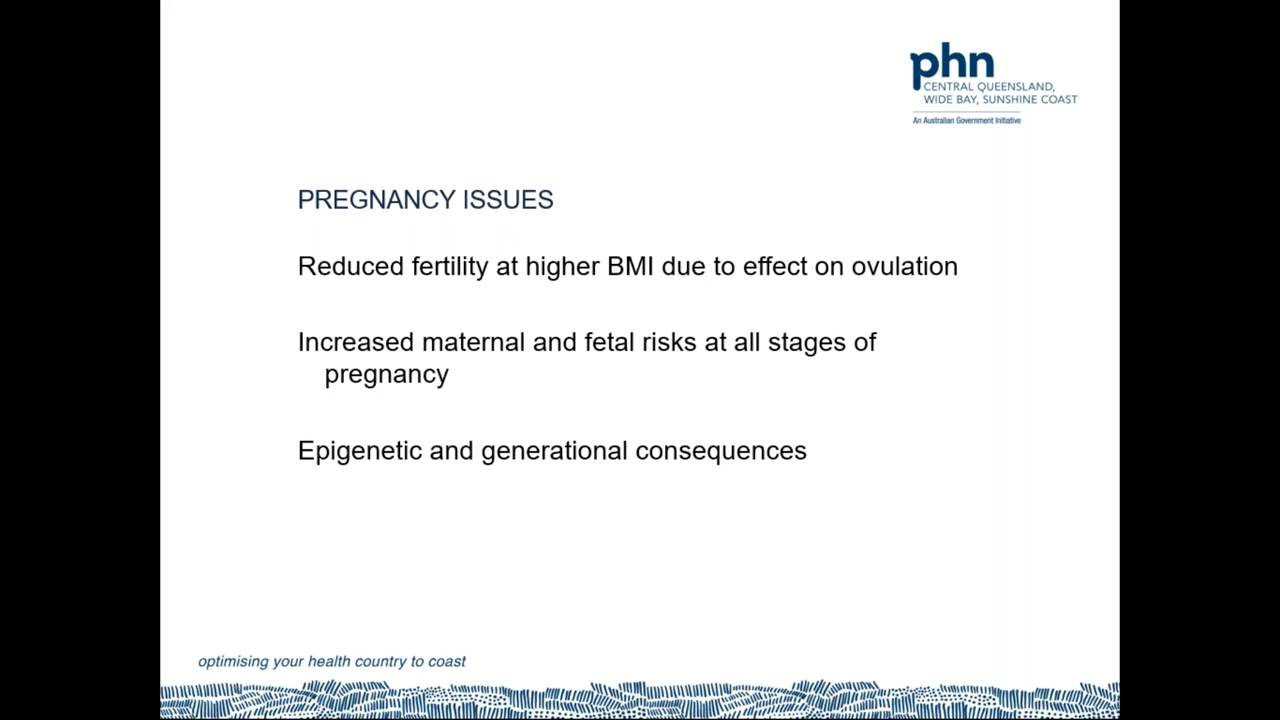 phn
CENTRAL QUEENSLAND,
WIDE BAY, SUNSHINE COAST
An Australian Government Initiative
PREGNANCY ISSUES
Reduced fertility at higher BMI due to effect on ovulation
Increased maternal and fetal risks at all stages of
pregnancy
Epigenetic and generational consequences
optimising your health country to coast